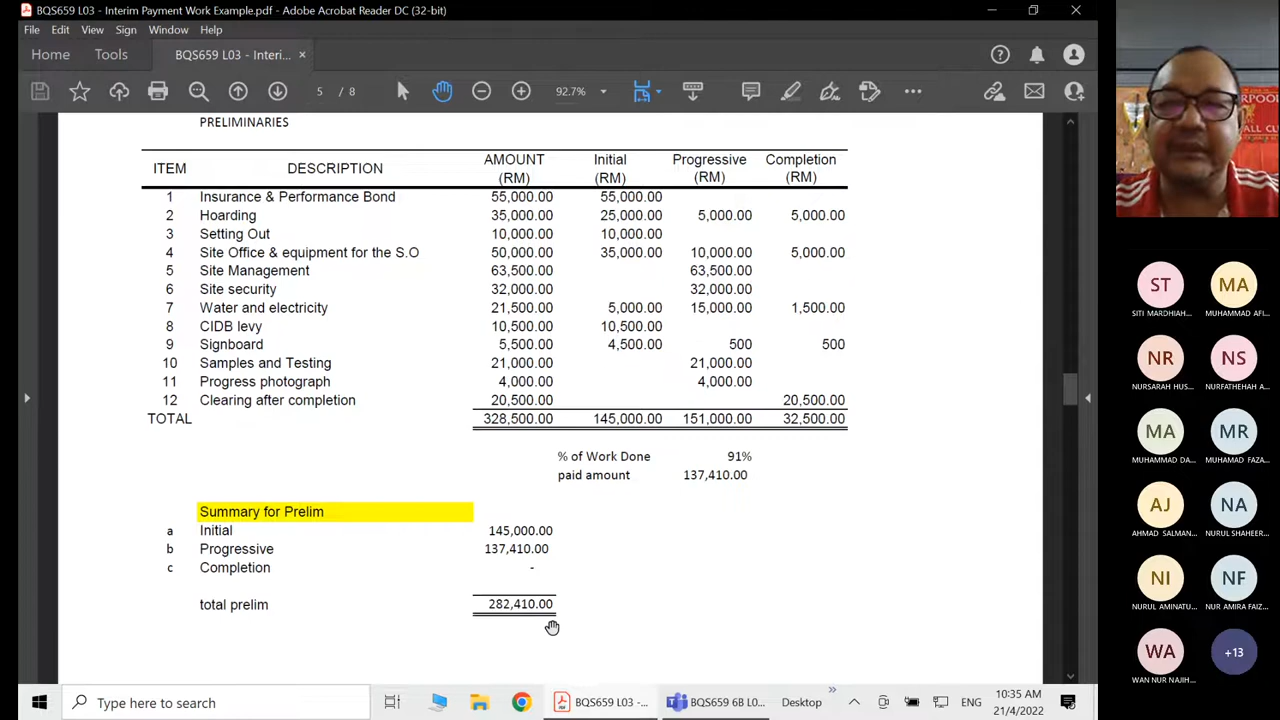 BQS659 L03 - Interim Payment Work Example.pdf - Adobe Acrobat Reader DC (32-bit)
File Edit View Sign Window Help
Home Tools BQS659 L03 - Interi... ×
5 / 8 92.7%
PRELIMINARIES
ITEM DESCRIPTION AMOUNT (RM) Initial (RM) Progressive (RM) Completion (RM)
1 Insurance & Performance Bond 55,000.00 55,000.00
2 Hoarding 35,000.00 25,000.00 5,000.00 5,000.00
3 Setting Out 10,000.00 10,000.00
4 Site Office & equipment for the S.O 50,000.00 35,000.00 10,000.00 5,000.00
5 Site Management 63,500.00 63,500.00
6 Site security 32,000.00 32,000.00
7 Water and electricity 21,500.00 5,000.00 15,000.00 1,500.00
8 CIDB levy 10,500.00 10,500.00
9 Signboard 5,500.00 4,500.00 500 500
10 Samples and Testing 21,000.00 21,000.00
11 Progress photograph 4,000.00 4,000.00
12 Clearing after completion 20,500.00 20,500.00
TOTAL 328,500.00 145,000.00 151,000.00 32,500.00
% of Work Done 91%
paid amount 137,410.00
Summary for Prelim
a Initial 145,000.00
b Progressive 137,410.00
c Completion -
total prelim 282,410.00
ST MA
SITI MARDHIAH... MUHAMMAD AFI...
NR NS
NURSARAH HUS... NURFATHEHAH A...
MA MR
MUHAMMAD DA... MUHAMAD FAZA...
AJ NA
AHMAD SALMAN... NURUL SHAHEER...
NI NF
NURUL AMINATU... NUR AMIRA FAIZ...
WA +13
WAN NUR NAJIH...
Type here to search
BQS659 L03 -...
BQS659 6B L0...
Desktop
ENG
10:35 AM
21/4/2022